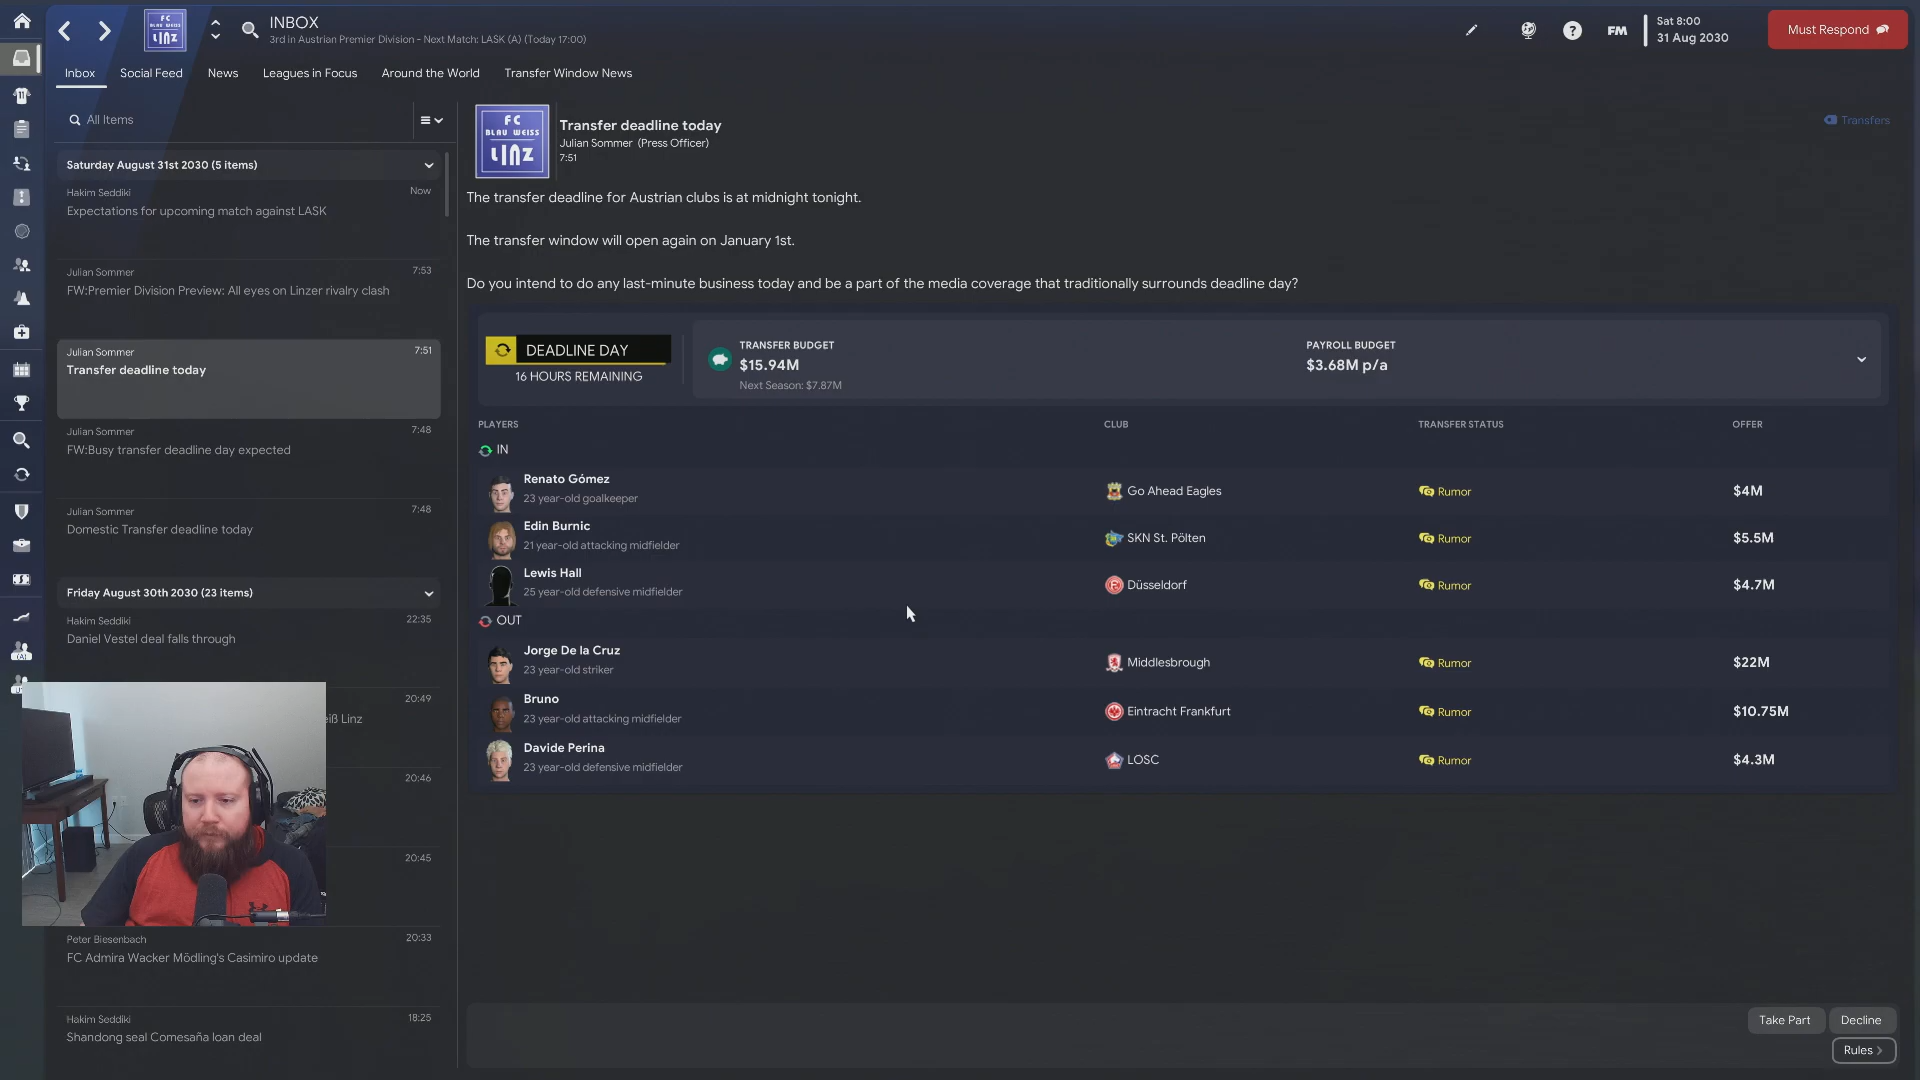 FC
BLAU WEISS
LINZ
INBOX
3rd in Austrian Premier Division - Next Match: LASK (A) (Today 17:00)
FM
Sat 8:00
31 Aug 2030
Must Respond
Inbox
Social Feed
News
Leagues in Focus
Around the World
Transfer Window News
All Items
Saturday August 31st 2030 (5 items)
Hakim Seddiki
Now
Expectations for upcoming match against LASK
Julian Sommer
7:53
FW:Premier Division Preview: All eyes on Linzer rivalry clash
Julian Sommer
7:51
Transfer deadline today
Julian Sommer
7:48
FW:Busy transfer deadline day expected
Julian Sommer
7:48
Domestic Transfer deadline today
Friday August 30th 2030 (23 items)
Hakim Seddiki
22:35
Daniel Vestel deal falls through
20:49
eiß Linz
20:46
20:45
Peter Biesenbach
20:33
FC Admira Wacker Mödling's Casimiro update
Hakim Seddiki
18:25
Shandong seal Comesaña loan deal
FC
BLAU WEISS
LINZ
Transfer deadline today
Julian Sommer (Press Officer)
7:51
Transfers
The transfer deadline for Austrian clubs is at midnight tonight.
The transfer window will open again on January 1st.
Do you intend to do any last-minute business today and be a part of the media coverage that traditionally surrounds deadline day?
DEADLINE DAY
16 HOURS REMAINING
TRANSFER BUDGET
$15.94M
Next Season: $7.87M
PAYROLL BUDGET
$3.68M p/a
PLAYERS
CLUB
TRANSFER STATUS
OFFER
IN
Renato Gómez
23 year-old goalkeeper
Go Ahead Eagles
Rumor
$4M
Edin Burnic
21 year-old attacking midfielder
SKN St. Pölten
Rumor
$5.5M
Lewis Hall
25 year-old defensive midfielder
Düsseldorf
Rumor
$4.7M
OUT
Jorge De la Cruz
23 year-old striker
Middlesbrough
Rumor
$22M
Bruno
23 year-old attacking midfielder
Eintracht Frankfurt
Rumor
$10.75M
Davide Perina
23 year-old defensive midfielder
LOSC
Rumor
$4.3M
Take Part
Decline
Rules